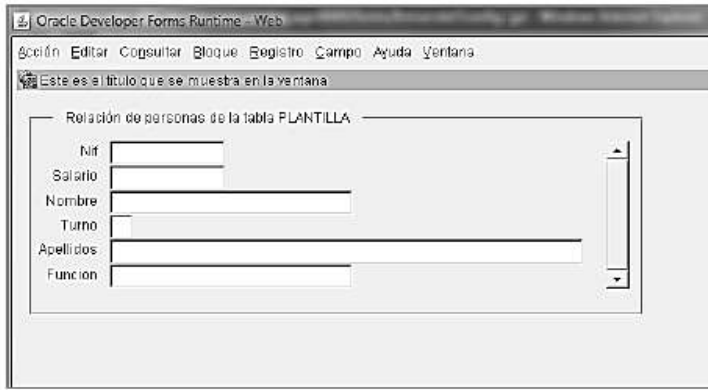 Oracle Developer Forms Runtime - Web
Acción Editar Consultar Bloque Registro Campo Ayuda Ventana
Este es el título que se muestra en la ventana
Relación de personas de la tabla PLANTILLA
Nif
Salario
Nombre
Turno
Apellidos
Funcion